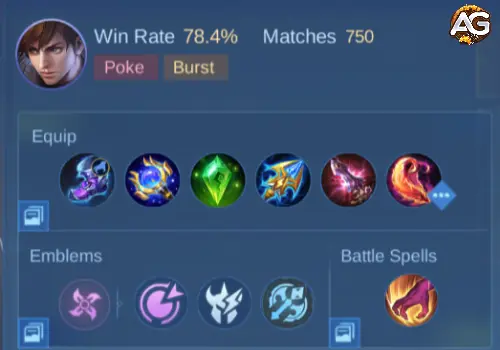 AG
Win Rate 78.4% Matches 750
Poke Burst
Equip
Emblems Battle Spells